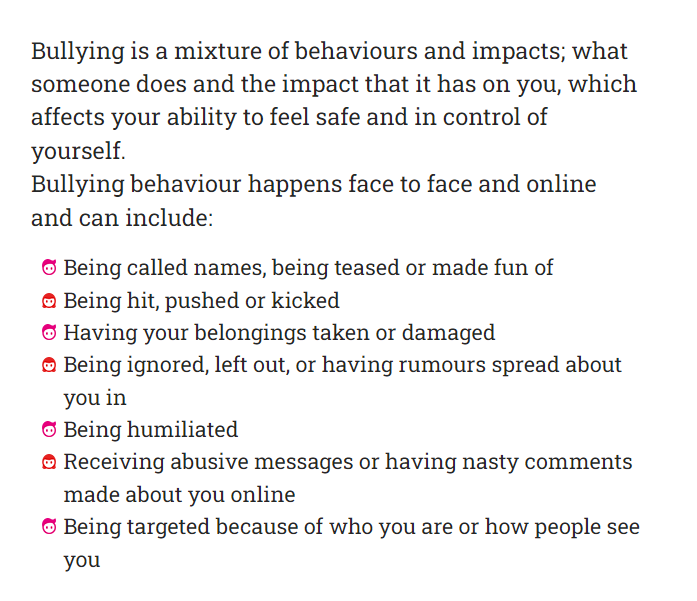 Bullying is a mixture of behaviours and impacts; what
someone does and the impact that it has on you, which
affects your ability to feel safe and in control of
yourself.
Bullying behaviour happens face to face and online
and can include:
Being called names, being teased or made fun of
Being hit, pushed or kicked
Having your belongings taken or damaged
Being ignored, left out, or having rumours spread about
you in
Being humiliated
Receiving abusive messages or having nasty comments
made about you online
Being targeted because of who you are or how people see
you